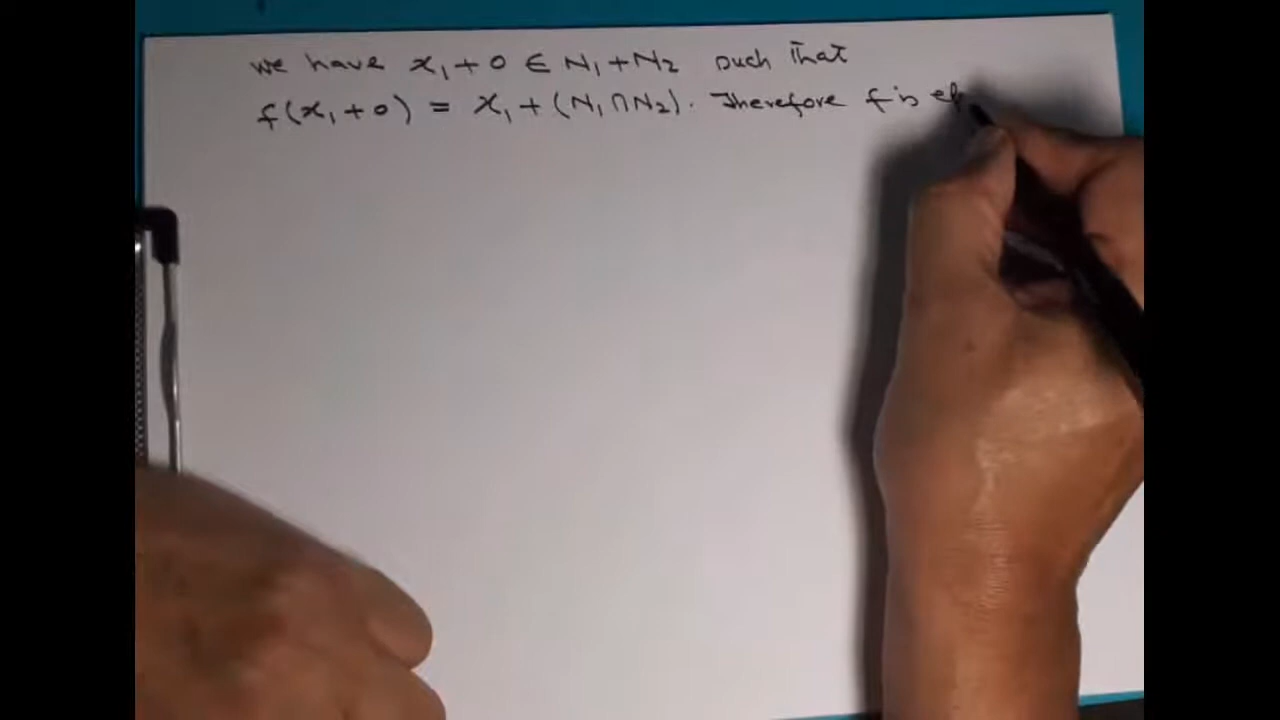 we have x₁ + 0 ∈ N₁ + N₂ such that
f(x₁ + 0) = x₁ + (N₁ ∩ N₂). Therefore f is